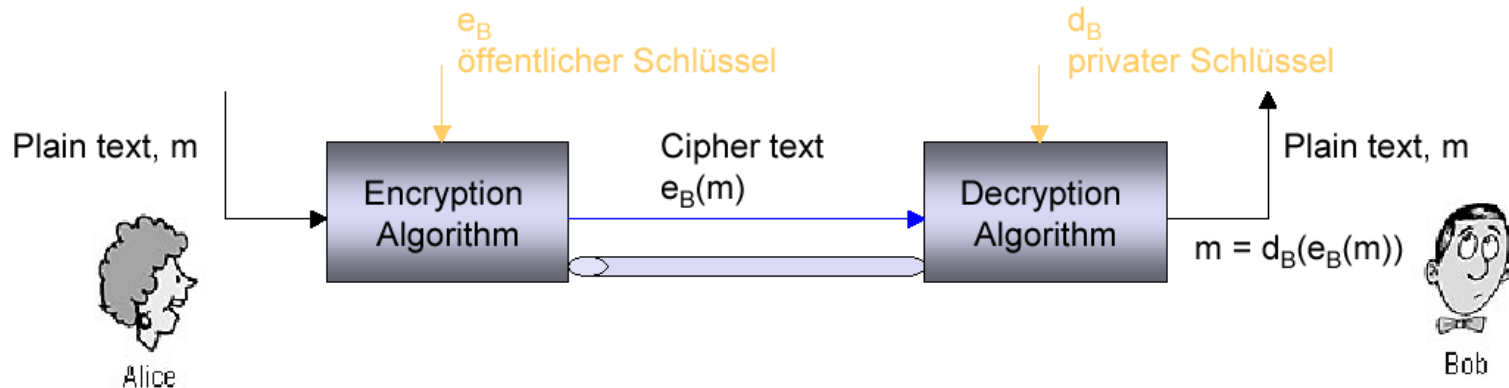 e_B
öffentlicher Schlüssel
d_B
privater Schlüssel
Plain text, m
Encryption
Algorithm
Cipher text
e_B(m)
Decryption
Algorithm
Plain text, m
m = d_B(e_B(m))
Alice
Bob